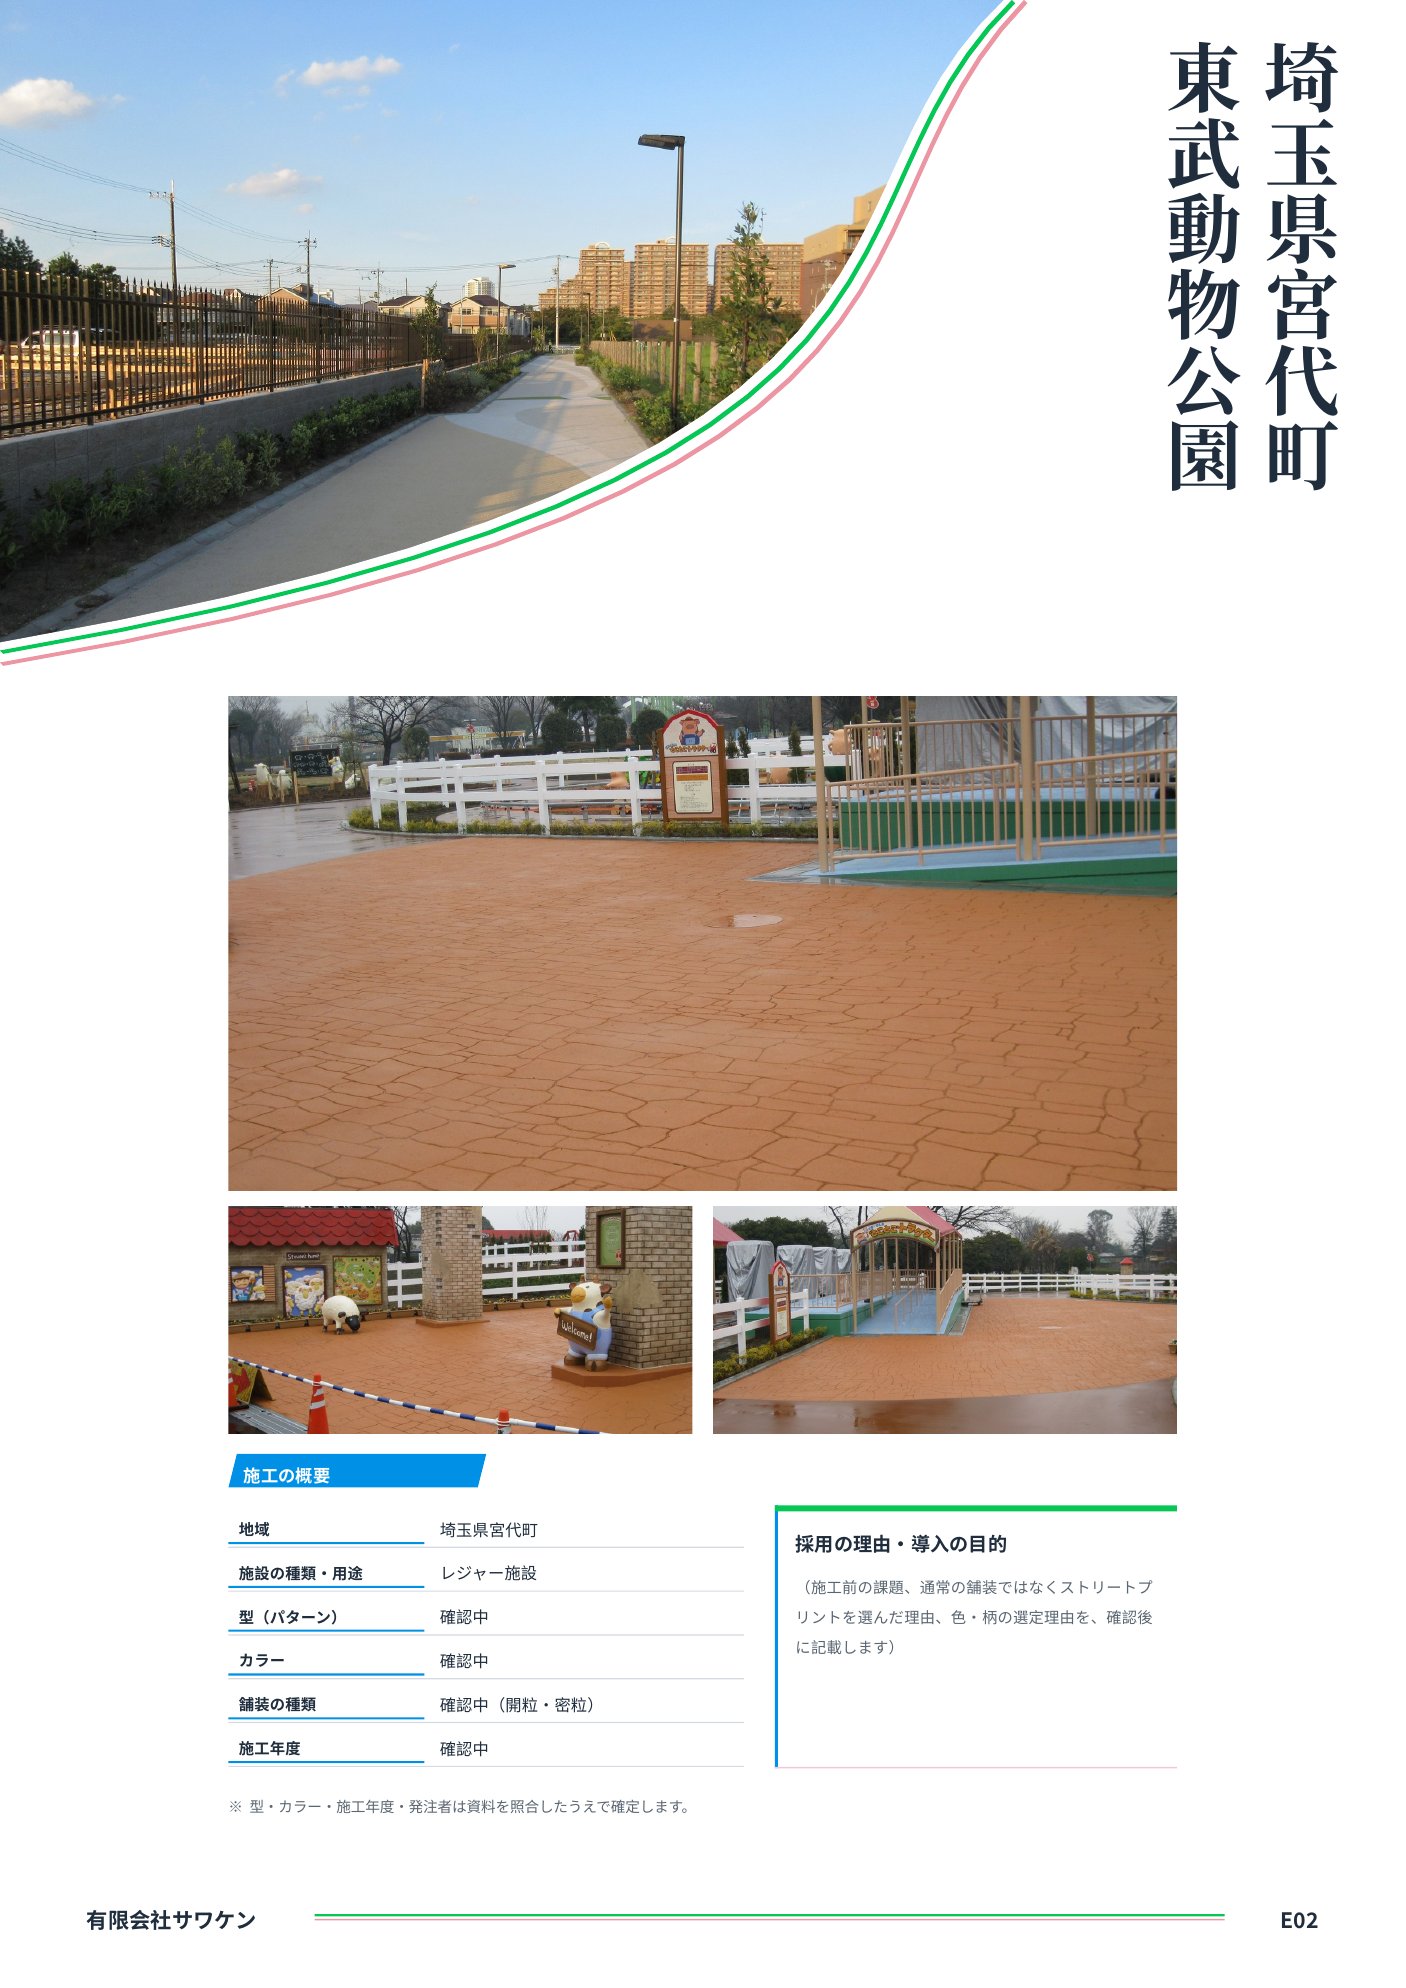 埼玉県宮代町
東武動物公園
Welcome!
施工の概要
地域
埼玉県宮代町
施設の種類・用途
レジャー施設
型（パターン）
確認中
カラー
確認中
舗装の種類
確認中（開粒・密粒）
施工年度
確認中
採用の理由・導入の目的
（施工前の課題、通常の舗装ではなくストリートプ
リントを選んだ理由、色・柄の選定理由を、確認後
に記載します）
※ 型・カラー・施工年度・発注者は資料を照合したうえで確定します。
有限会社サワケン
E02